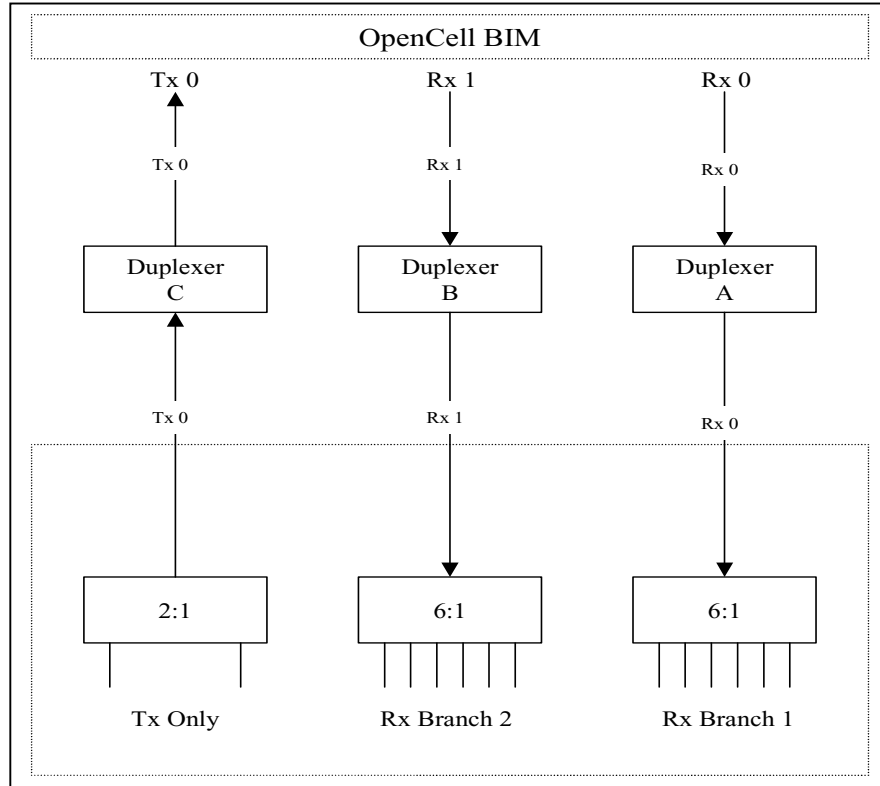 OpenCell BIM
Tx 0 Rx 1 Rx 0
Tx 0 Rx 1 Rx 0
Duplexer C Duplexer B Duplexer A
Tx 0 Rx 1 Rx 0
2:1 6:1 6:1
Tx Only Rx Branch 2 Rx Branch 1